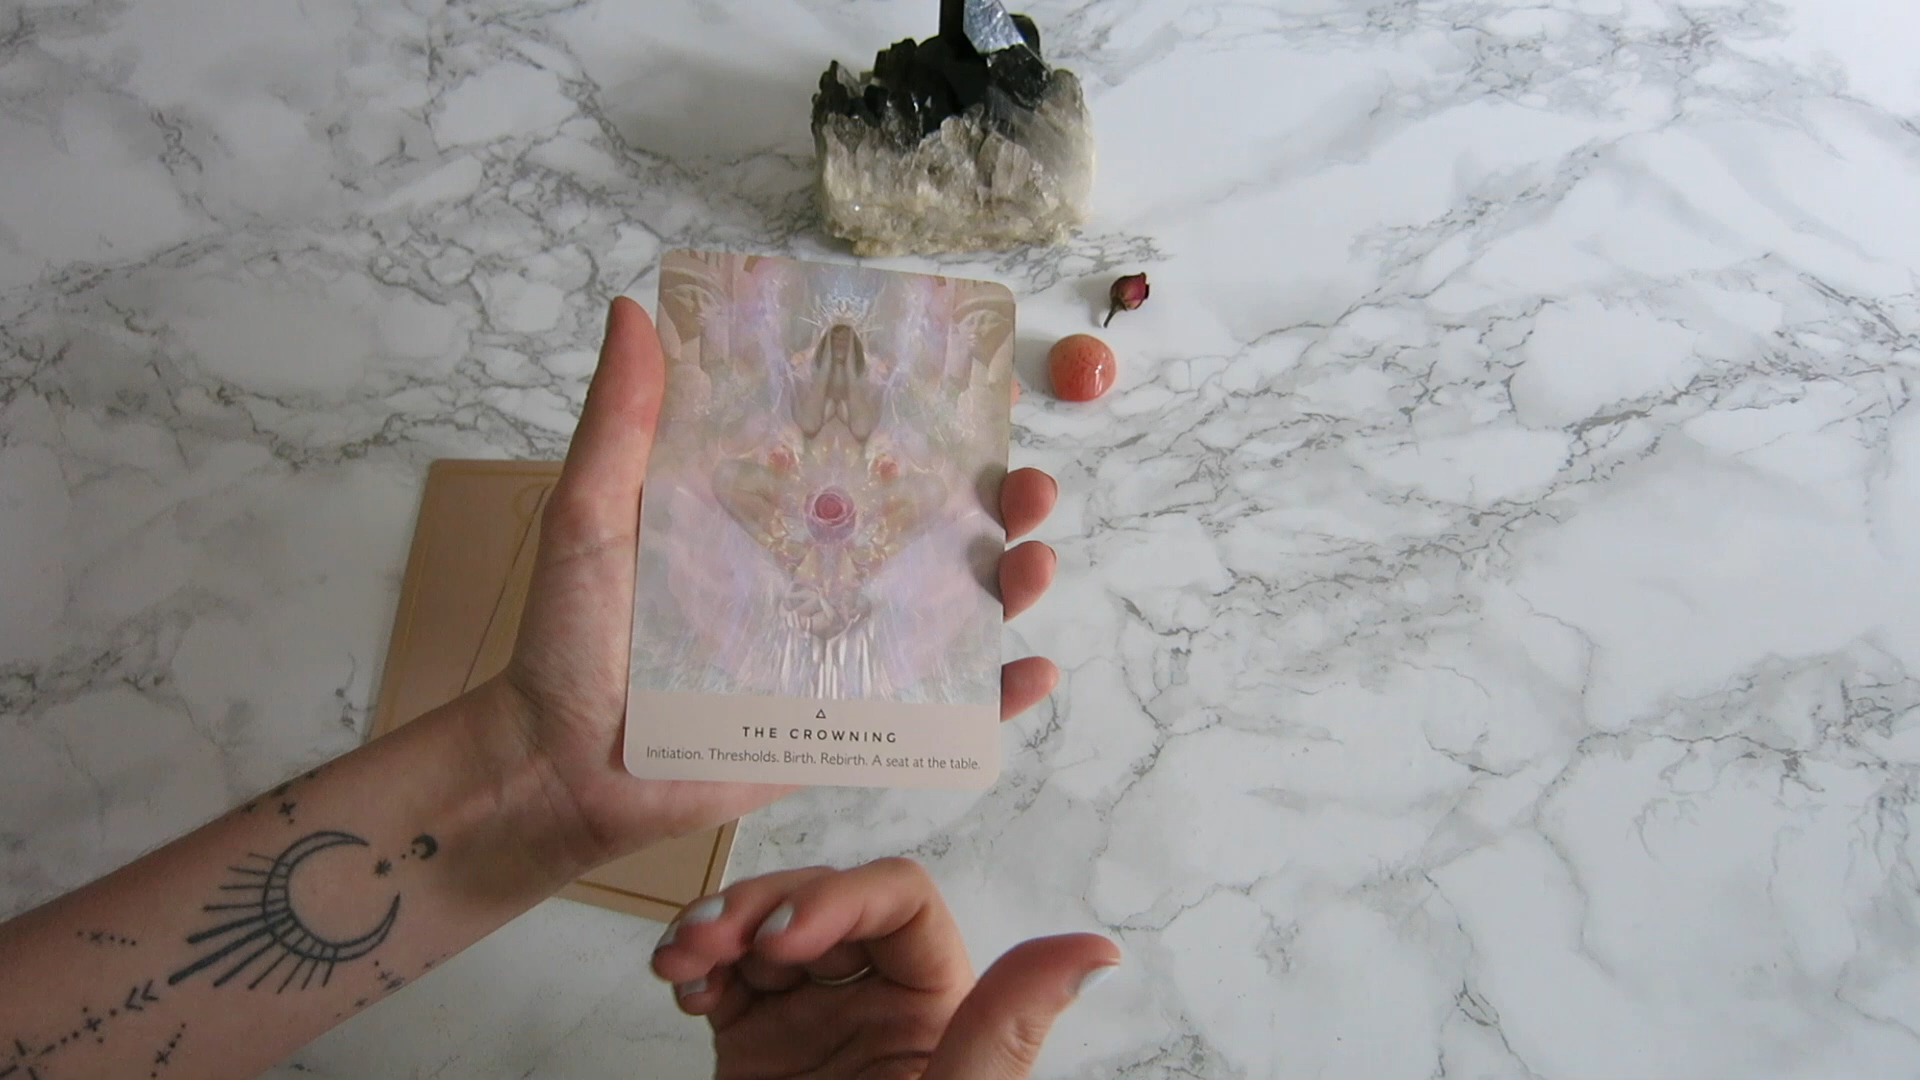 THE CROWNING
Initiation. Thresholds. Birth. Rebirth. A seat at the table.